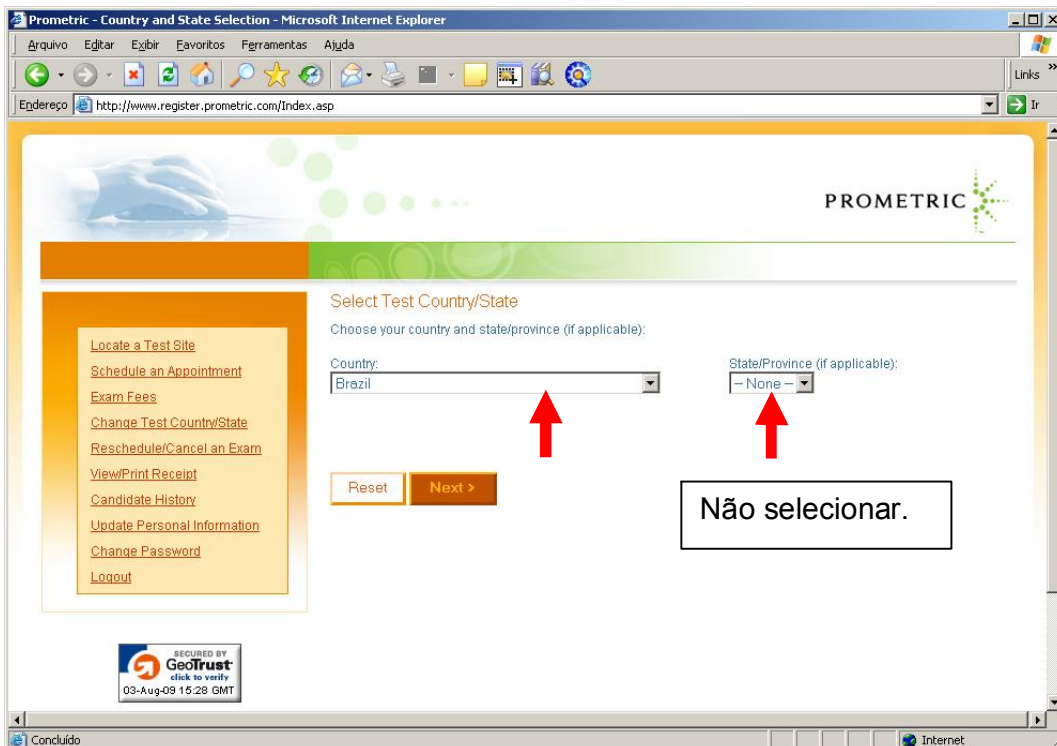 Prometric - Country and State Selection - Microsoft Internet Explorer
Arquivo Editar Exibir Favoritos Ferramentas Ajuda
Links »
Endereço http://www.register.prometric.com/Index.asp Ir
PROMETRIC
Select Test Country/State
Choose your country and state/province (if applicable):
Country: State/Province (if applicable):
Brazil – None –
Reset Next >
Não selecionar.
Locate a Test Site
Schedule an Appointment
Exam Fees
Change Test Country/State
Reschedule/Cancel an Exam
View/Print Receipt
Candidate History
Update Personal Information
Change Password
Logout
SECURED BY
GeoTrust
click to verify
03-Aug-09 15:28 GMT
Concluído Internet